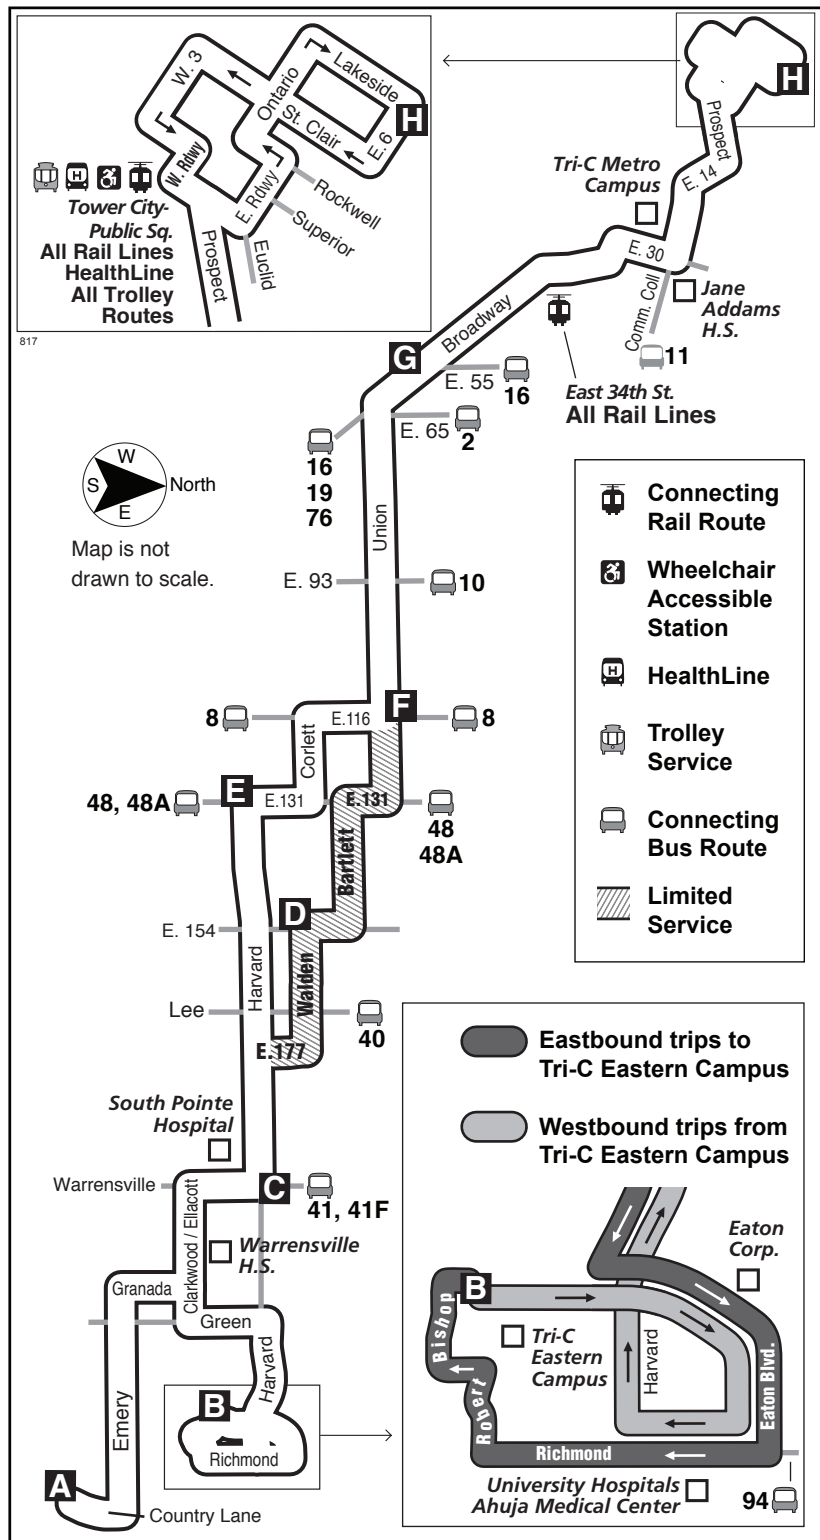 W. 3
Ontario
Lakeside
St. Clair
E. 6
H
W. Rdwy
E. Rdwy
Rockwell
Superior
Euclid
Prospect
H
Tower City-
Public Sq.
All Rail Lines
HealthLine
All Trolley
Routes
817
H
Prospect
E. 14
Tri-C Metro
Campus
E. 30
Jane
Addams
H.S.
Comm. Coll
11
Broadway
G
East 34th St.
All Rail Lines
E. 55
16
E. 65
2
16
19
76
W
S
E
North
Map is not
drawn to scale.
Union
E. 93
10
8
E.116
F
8
Corlett
E
48, 48A
E.131
E.131
48
48A
Bartlett
D
E. 154
Harvard
Walden
Lee
40
E.177
South Pointe
Hospital
Warrensville
C
41, 41F
Clarkwood / Ellacott
Warrensville
H.S.
Granada
Green
Harvard
Emery
B
Richmond
A
Country Lane
Connecting
Rail Route
Wheelchair
Accessible
Station
H
HealthLine
Trolley
Service
Connecting
Bus Route
Limited
Service
Eastbound trips to
Tri-C Eastern Campus
Westbound trips from
Tri-C Eastern Campus
Eaton
Corp.
B
Bishop
Tri-C
Eastern
Campus
Harvard
Eaton Blvd.
Robert
Richmond
University Hospitals
Ahuja Medical Center
94